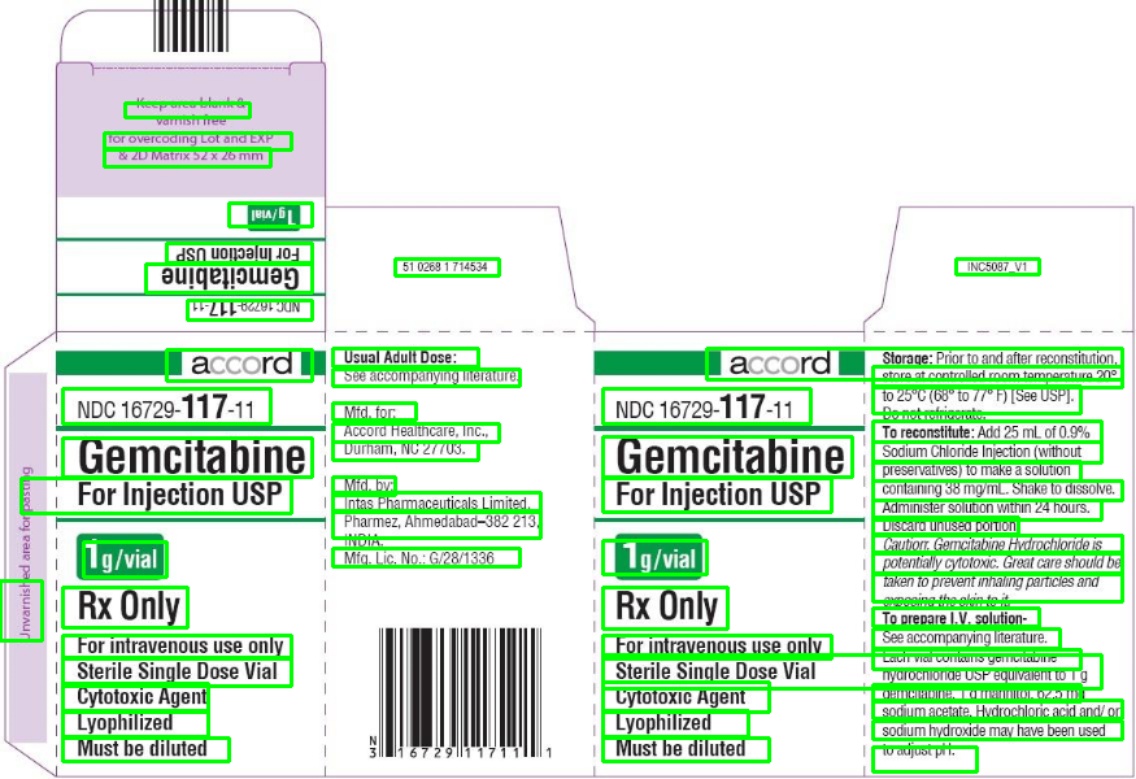 Keep area blank &
varnish free
for overcoding Lot and EXP
& 2D Matrix 52 x 26 mm
1g/vial
For Injection USP
Gemcitabine
NDC 16729-117-11
51 0268 1 714534
INC5087_V1
Unvarnished area for pasting
accord
NDC 16729-117-11
Gemcitabine
For Injection USP
1g/vial
Rx Only
For intravenous use only
Sterile Single Dose Vial
Cytotoxic Agent
Lyophilized
Must be diluted
Usual Adult Dose:
See accompanying literature.
Mfd. for:
Accord Healthcare, Inc.,
Durham, NC 27703.
Mfd. by:
Intas Pharmaceuticals Limited,
Pharmez, Ahmedabad–382 213,
INDIA.
Mfg. Lic. No.: G/28/1336
N
3 16729 11711 1
accord
NDC 16729-117-11
Gemcitabine
For Injection USP
1g/vial
Rx Only
For intravenous use only
Sterile Single Dose Vial
Cytotoxic Agent
Lyophilized
Must be diluted
Storage: Prior to and after reconstitution,
store at controlled room temperature 20°
to 25°C (68° to 77° F) [See USP].
Do not refrigerate.
To reconstitute: Add 25 mL of 0.9%
Sodium Chloride Injection (without
preservatives) to make a solution
containing 38 mg/mL. Shake to dissolve.
Administer solution within 24 hours.
Discard unused portion
Caution: Gemcitabine Hydrochloride is
potentially cytotoxic. Great care should be
taken to prevent inhaling particles and
exposing the skin to it.
To prepare I.V. solution-
See accompanying literature.
Each vial contains gemcitabine
hydrochloride USP equivalent to 1 g
gemcitabine, 1 g mannitol, 62.5 mg
sodium acetate. Hydrochloric acid and/ or
sodium hydroxide may have been used
to adjust pH.